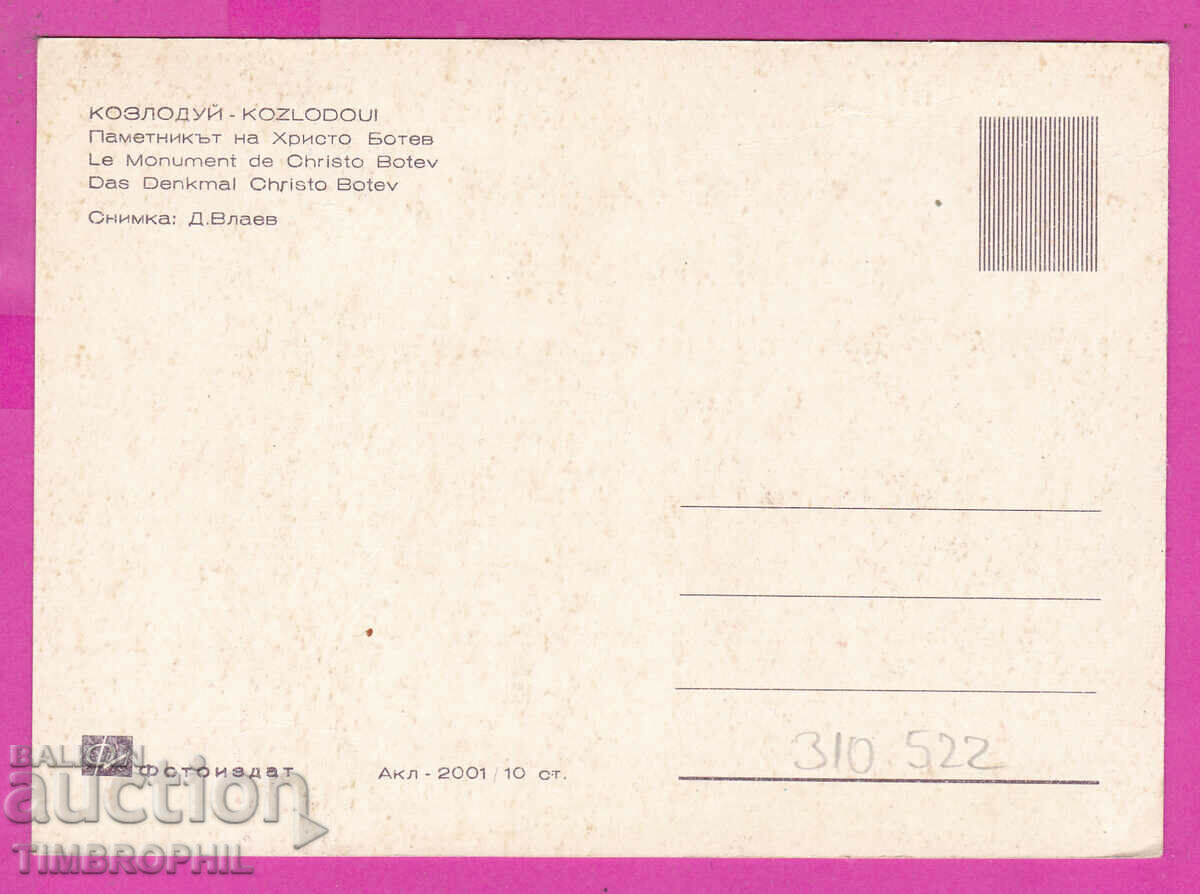 КОЗЛОДУЙ - KOZLODOUI
Паметникът на Христо Ботев
Le Monument de Christo Botev
Das Denkmal Christo Botev
Снимка: Д.Влаев
310 522
BALKAN
Фотоиздат
Акл - 2001 / 10 ст.
auction
TIMBROPHIL